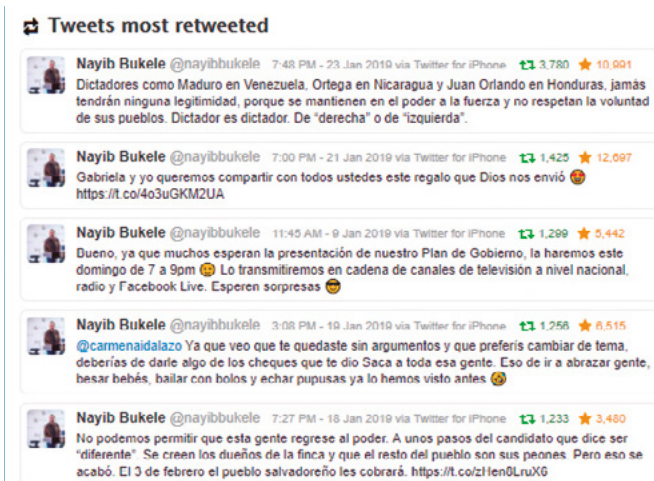 Tweets most retweeted
Nayib Bukele @nayibbukele 7:48 PM - 23 Jan 2019 via Twitter for iPhone 3,780 10,991
Dictadores como Maduro en Venezuela, Ortega en Nicaragua y Juan Orlando en Honduras, jamás
tendrán ninguna legitimidad, porque se mantienen en el poder a la fuerza y no respetan la voluntad
de sus pueblos. Dictador es dictador. De “derecha” o de “izquierda”.
Nayib Bukele @nayibbukele 7:00 PM - 21 Jan 2019 via Twitter for iPhone 1,425 12,697
Gabriela y yo queremos compartir con todos ustedes este regalo que Dios nos envió 😍
https://t.co/4o3uGKM2UA
Nayib Bukele @nayibbukele 11:45 AM - 9 Jan 2019 via Twitter for iPhone 1,299 5,442
Bueno, ya que muchos esperan la presentación de nuestro Plan de Gobierno, la haremos este
domingo de 7 a 9pm Lo transmitiremos en cadena de canales de televisión a nivel nacional,
radio y Facebook Live. Esperen sorpresas 😎
Nayib Bukele @nayibbukele 3:08 PM - 19 Jan 2019 via Twitter for iPhone 1,256 6,515
@carmenaidalazo Ya que veo que te quedaste sin argumentos y que preferís cambiar de tema,
deberías de darle algo de los cheques que te dio Saca a toda esa gente. Eso de ir a abrazar gente,
besar bebés, bailar con bolos y echar pupusas ya lo hemos visto antes
Nayib Bukele @nayibbukele 7:27 PM - 18 Jan 2019 via Twitter for iPhone 1,233 3,480
No podemos permitir que esta gente regrese al poder. A unos pasos del candidato que dice ser
“diferente”. Se creen los dueños de la finca y que el resto del pueblo son sus peones. Pero eso se
acabó. El 3 de febrero el pueblo salvadoreño les cobrará. https://t.co/zHen0LruX6